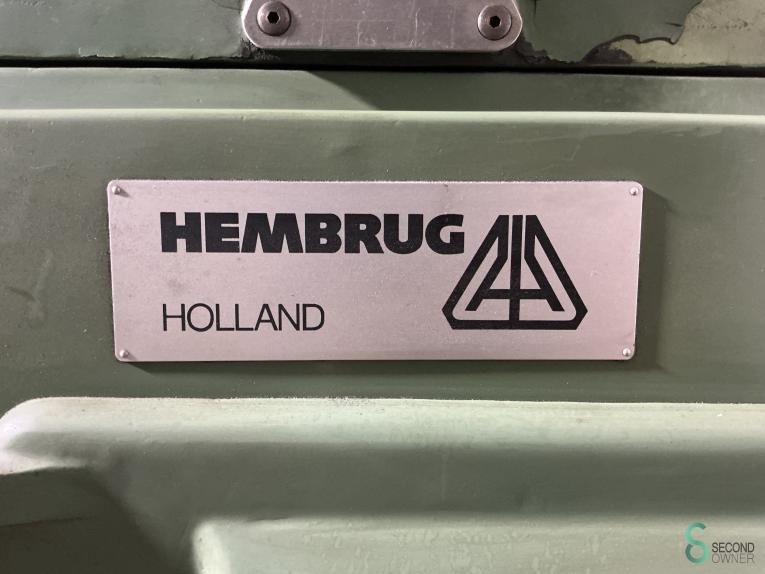 HEMBRUG
HOLLAND
SECOND
OWNER